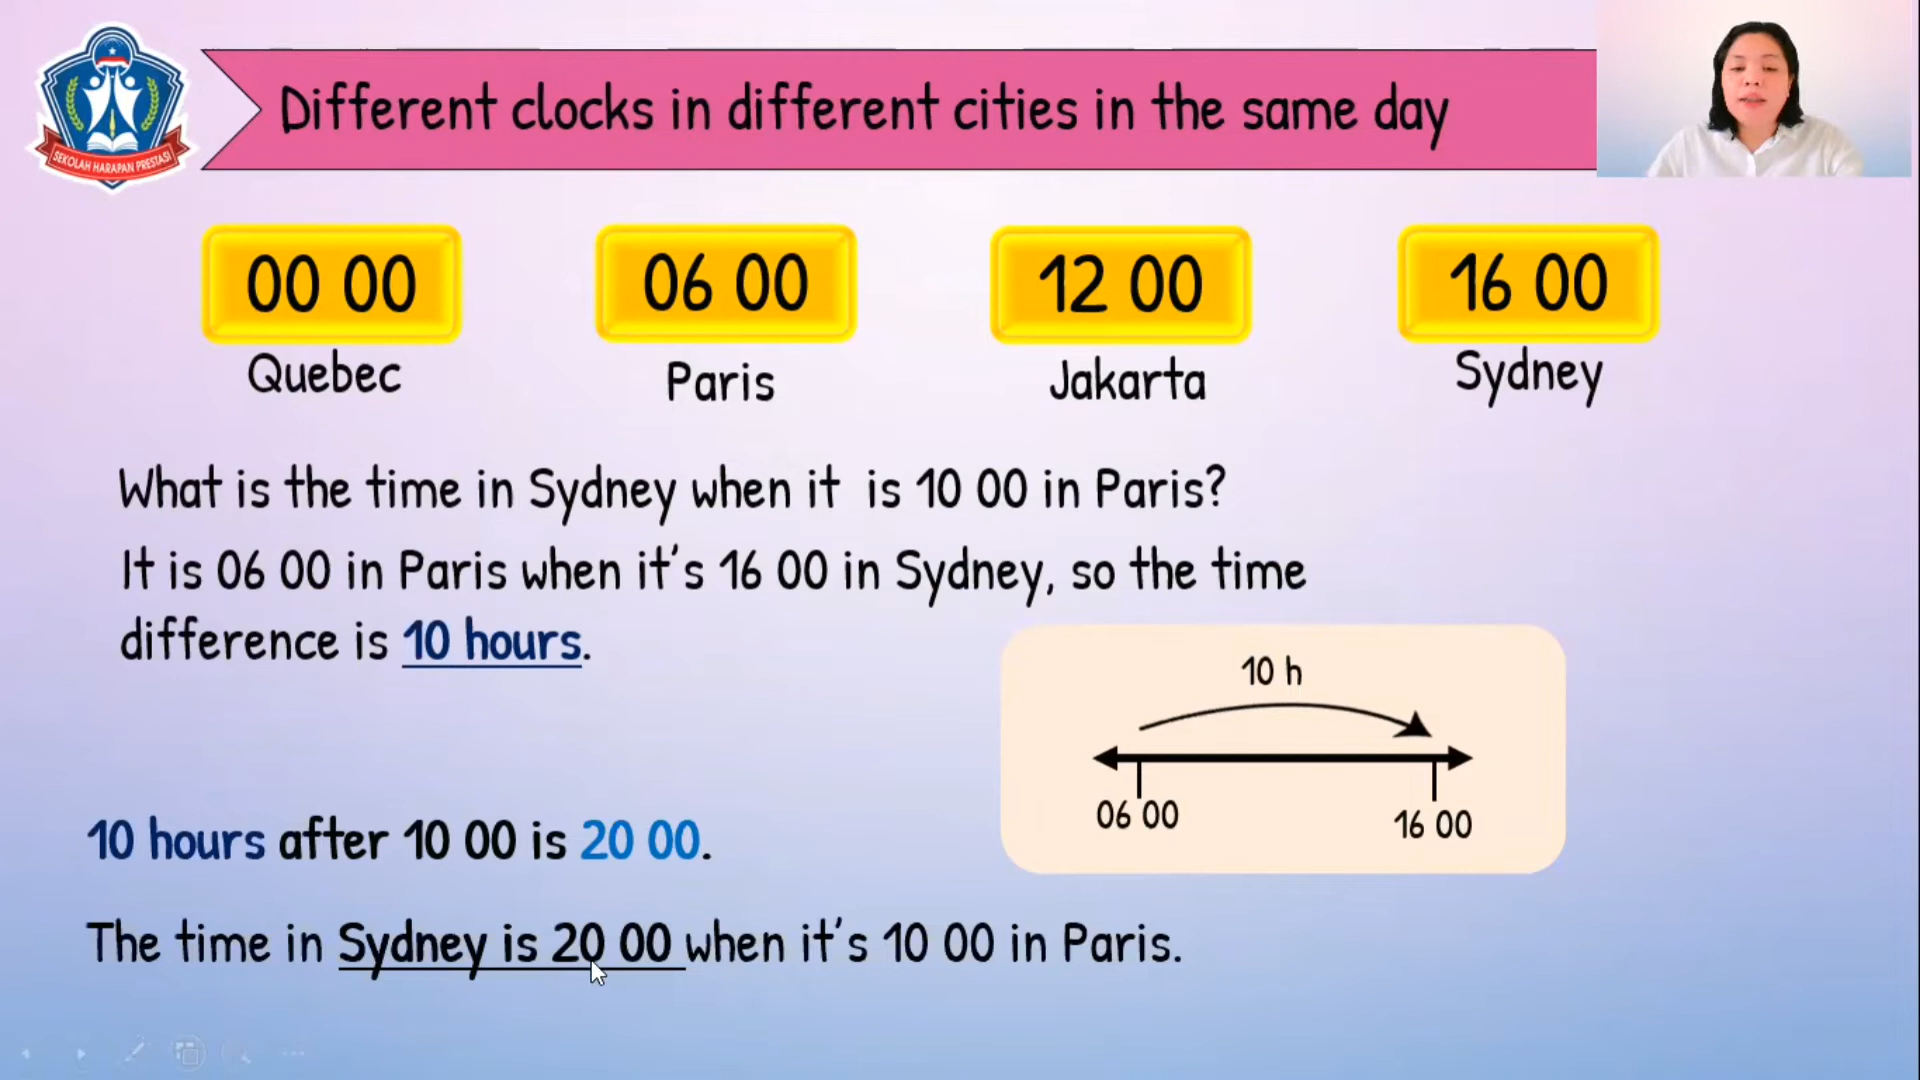 SEKOLAH HARAPAN PRESTASI
Different clocks in different cities in the same day
00 00
06 00
12 00
16 00
Quebec
Paris
Jakarta
Sydney
What is the time in Sydney when it is 10 00 in Paris?
It is 06 00 in Paris when it's 16 00 in Sydney, so the time
difference is 10 hours.
10 h
06 00
16 00
10 hours after 10 00 is 20 00.
The time in Sydney is 20 00 when it's 10 00 in Paris.